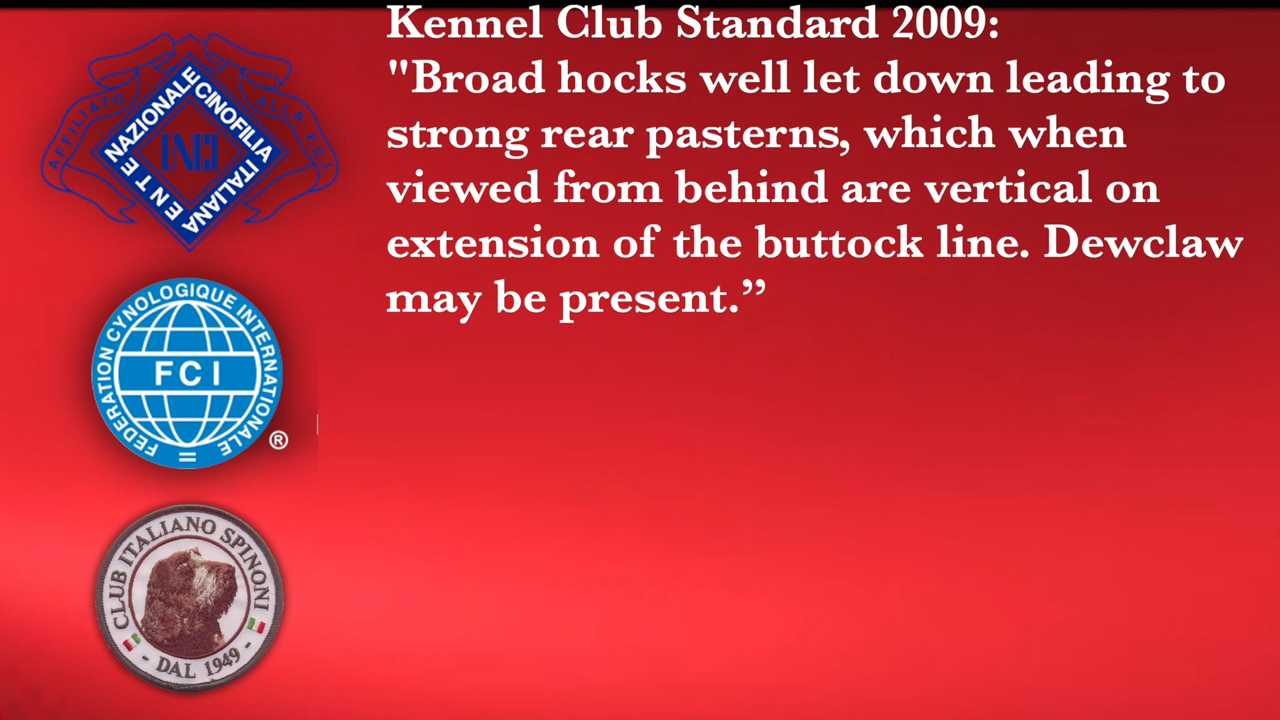 Kennel Club Standard 2009:
"Broad hocks well let down leading to
strong rear pasterns, which when
viewed from behind are vertical on
extension of the buttock line. Dewclaw
may be present.”
AFFILIATO ALLA F.C.I.
ENTE NAZIONALE CINOFILIA ITALIANA
ENCI
FEDERATION CYNOLOGIQUE INTERNATIONALE
FCI
®
CLUB ITALIANO SPINONI
- DAL 1949 -